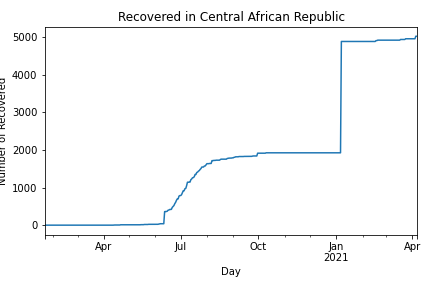 Recovered in Central African Republic
Number of Recovered
5000
4000
3000
2000
1000
0
Apr
Jul
Oct
Jan
2021
Apr
Day